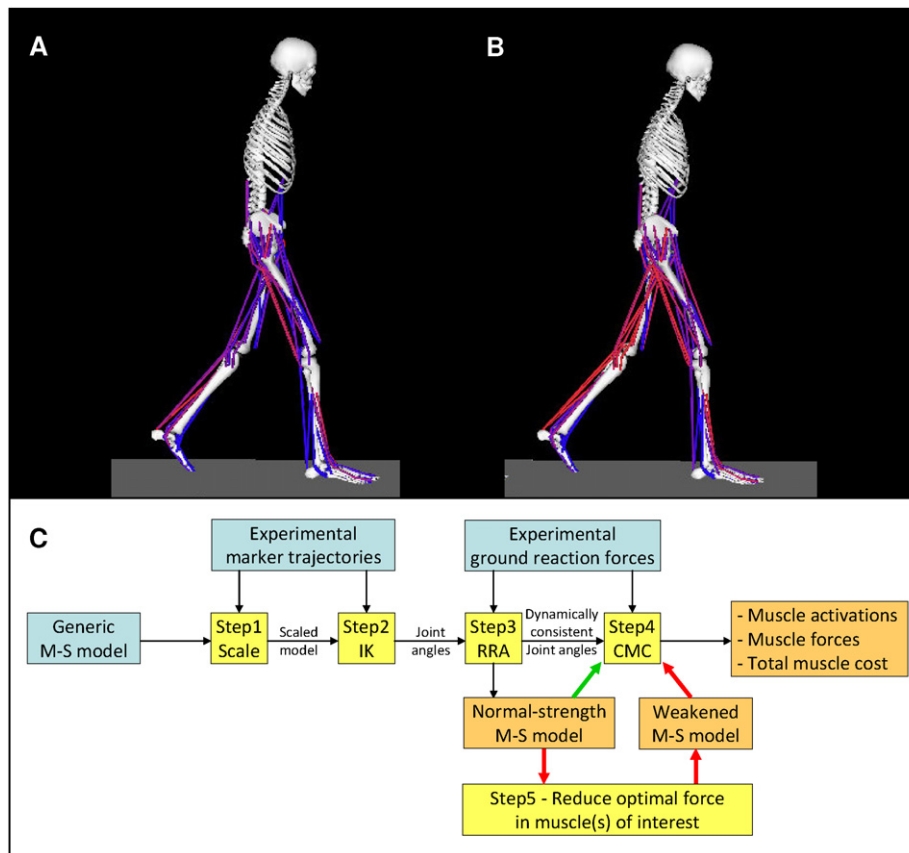 A
B
C
Experimental
marker trajectories
Experimental
ground reaction forces
Generic
M-S model
Step1
Scale
Scaled
model
Step2
IK
Joint
angles
Step3
RRA
Dynamically
consistent
Joint angles
Step4
CMC
- Muscle activations
- Muscle forces
- Total muscle cost
Normal-strength
M-S model
Weakened
M-S model
Step5 - Reduce optimal force
in muscle(s) of interest